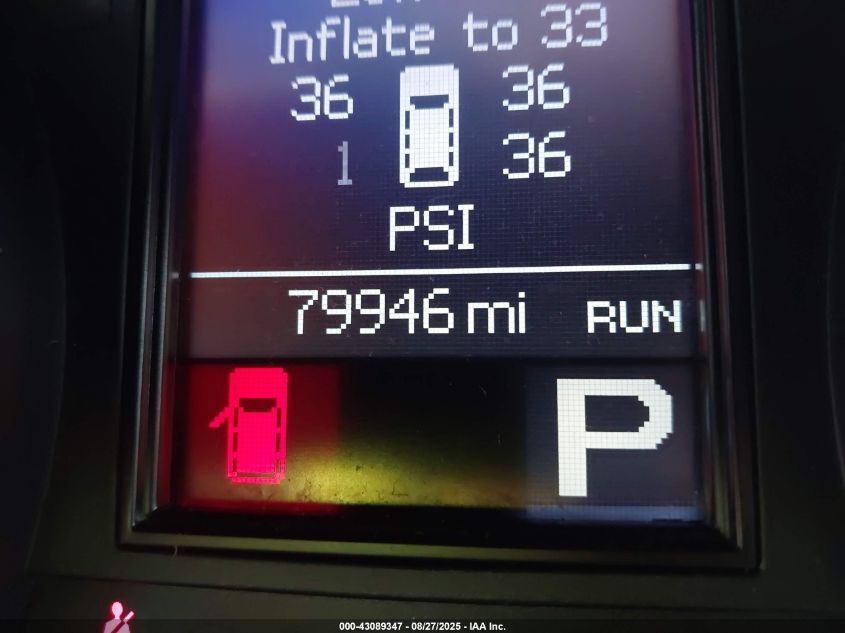 Inflate to 33
36 36
1 36
PSI
79946 mi RUN
P
000-43089347 - 08/27/2025 - IAA Inc.